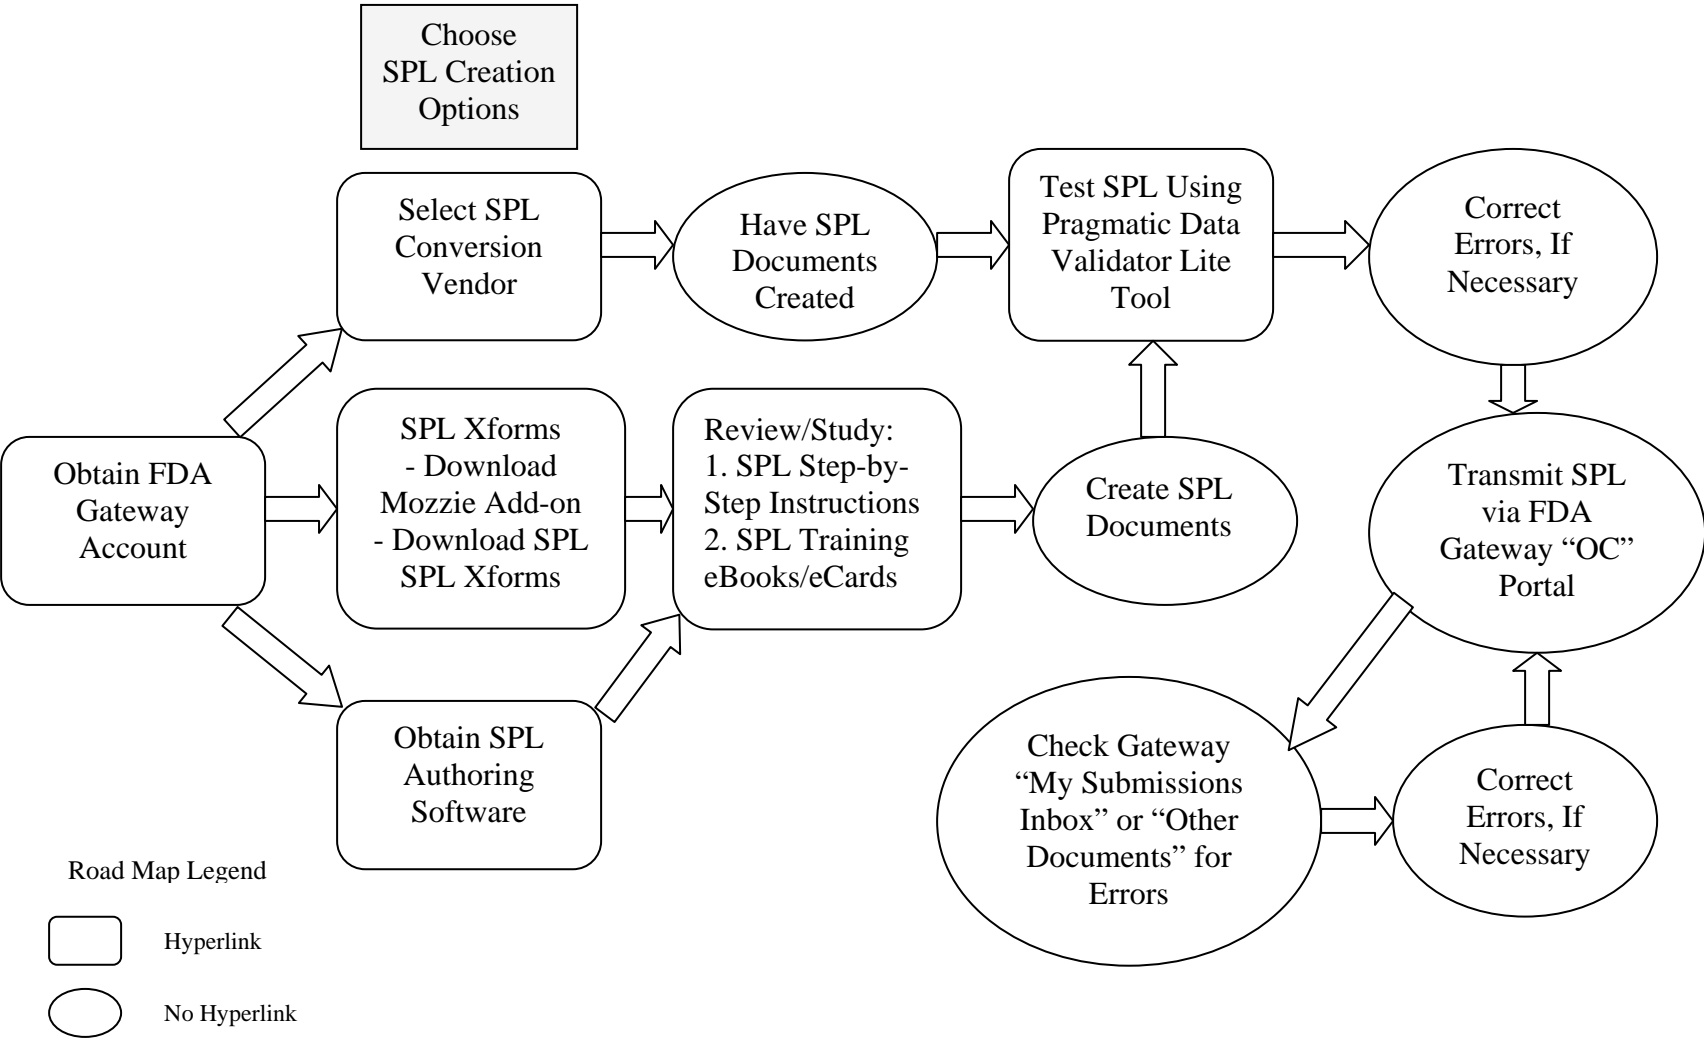 Choose
SPL Creation
Options
Select SPL
Conversion
Vendor
Have SPL
Documents
Created
Test SPL Using
Pragmatic Data
Validator Lite
Tool
Correct
Errors, If
Necessary
Obtain FDA
Gateway
Account
SPL Xforms
- Download
Mozzie Add-on
- Download SPL
SPL Xforms
Review/Study:
1. SPL Step-by-
Step Instructions
2. SPL Training
eBooks/eCards
Create SPL
Documents
Transmit SPL
via FDA
Gateway “OC”
Portal
Obtain SPL
Authoring
Software
Check Gateway
“My Submissions
Inbox” or “Other
Documents” for
Errors
Correct
Errors, If
Necessary
Road Map Legend
Hyperlink
No Hyperlink